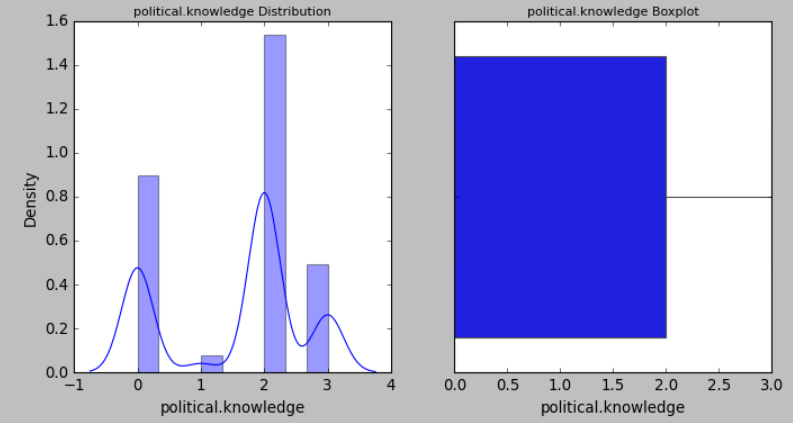 political.knowledge Distribution
1.6
1.4
1.2
1.0
0.8
0.6
0.4
0.2
0.0
Density
−1 0 1 2 3 4
political.knowledge
political.knowledge Boxplot
0.0 0.5 1.0 1.5 2.0 2.5 3.0
political.knowledge